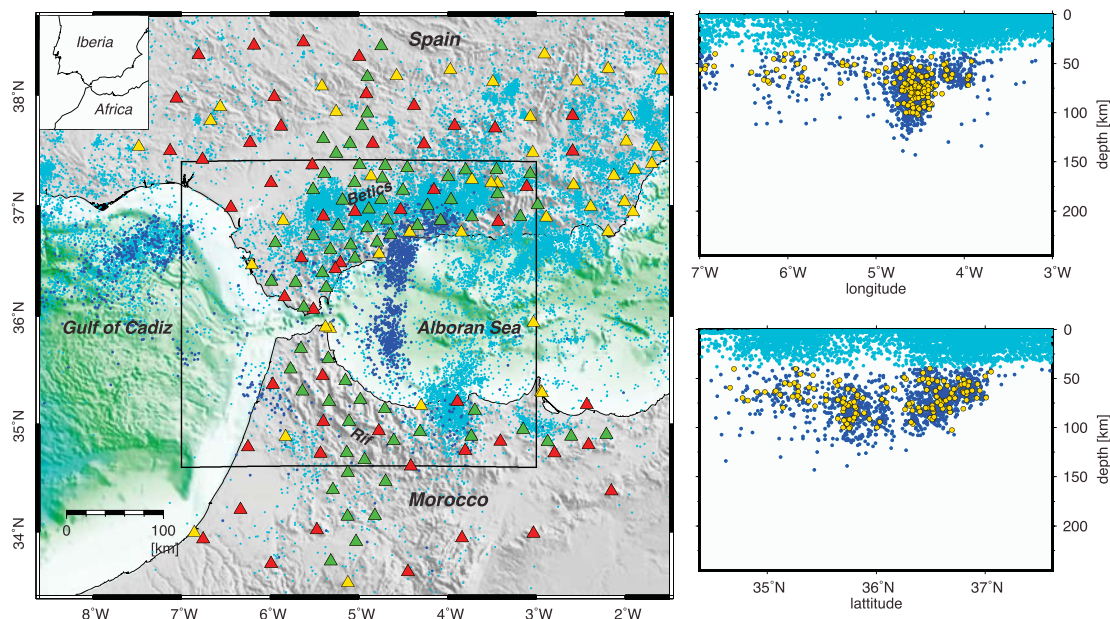 Iberia
Africa
Spain
Betics
Gulf of Cadiz
Alboran Sea
Rif
Morocco
0 100
[km]
38°N
37°N
36°N
35°N
34°N
8°W 7°W 6°W 5°W 4°W 3°W 2°W
0
50
100
150
200
depth [km]
7°W 6°W 5°W 4°W 3°W
longitude
0
50
100
150
200
depth [km]
35°N 36°N 37°N
lattitude